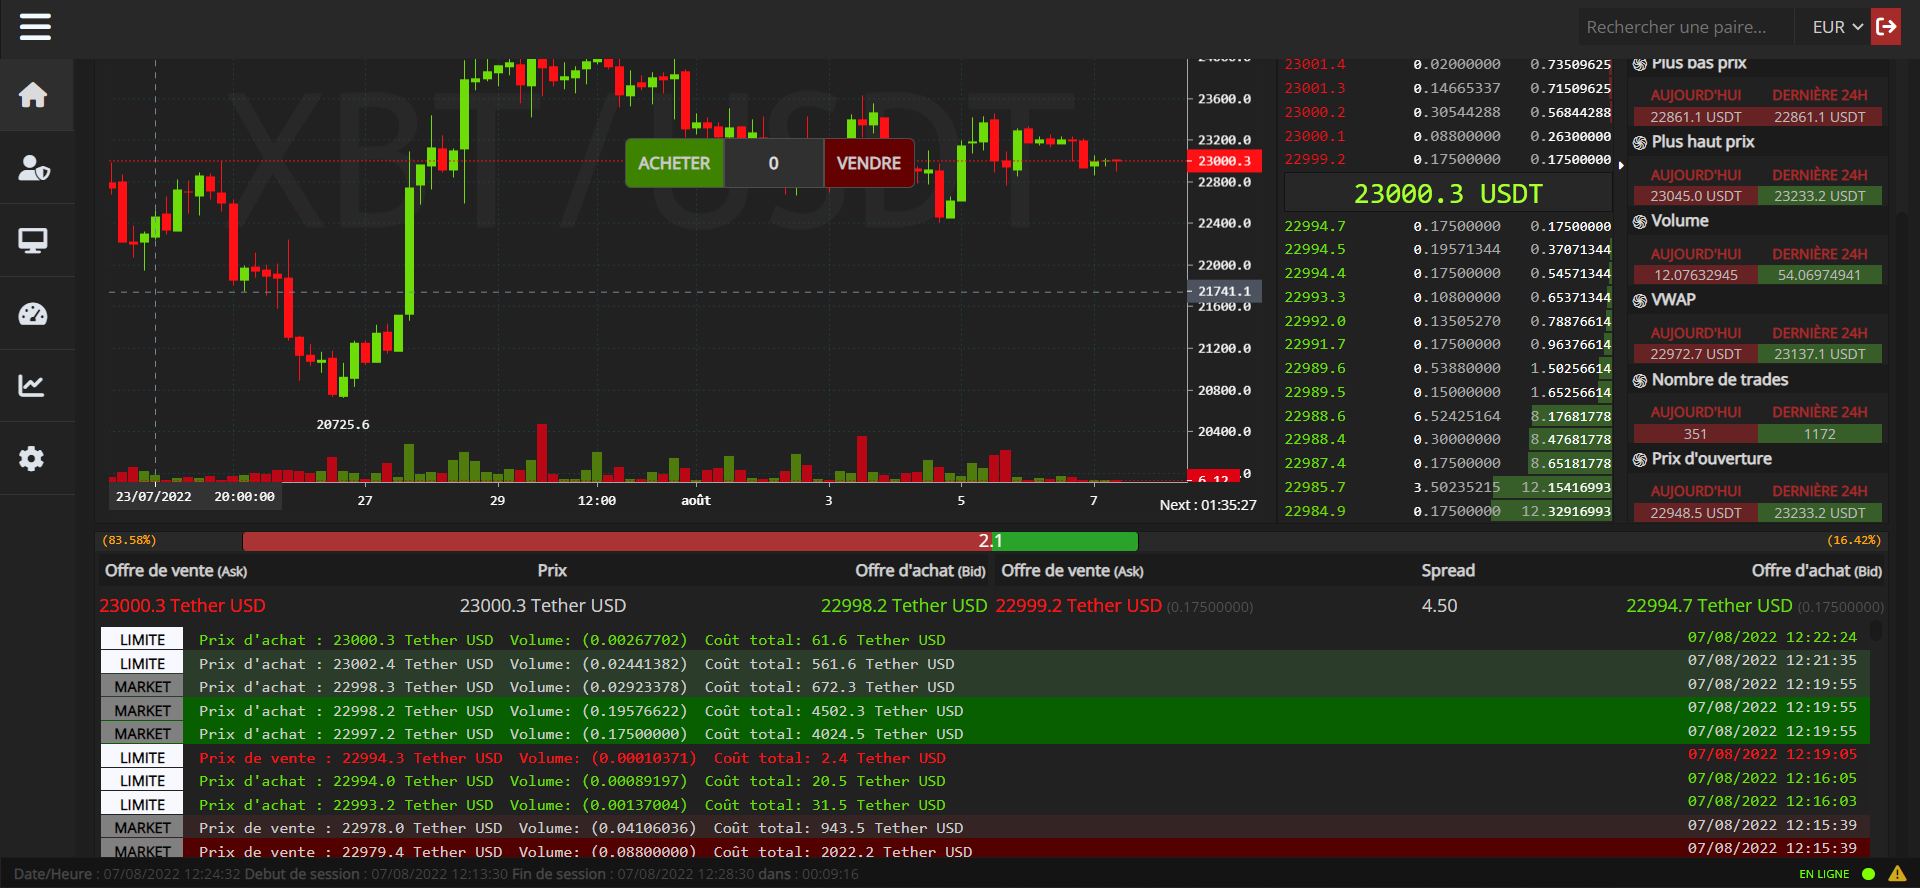 Rechercher une paire...
EUR
XBT/USDT
ACHETER 0 VENDRE
20725.6
23600.0
23200.0
23000.3
22800.0
22400.0
22000.0
21741.1
21600.0
21200.0
20800.0
20400.0
6.12
23/07/2022 20:00:00
27
29
12:00
août
3
5
7
Next : 01:35:27
23001.4 0.02000000 0.73509625
23001.3 0.14665337 0.71509625
23000.2 0.30544288 0.56844288
23000.1 0.08800000 0.26300000
22999.2 0.17500000 0.17500000
23000.3 USDT
22994.7 0.17500000 0.17500000
22994.5 0.19571344 0.37071344
22994.4 0.17500000 0.54571344
22993.3 0.10800000 0.65371344
22992.0 0.13505270 0.78876614
22991.7 0.17500000 0.96376614
22989.6 0.53880000 1.50256614
22989.5 0.15000000 1.65256614
22988.6 6.52425164 8.17681778
22988.4 0.30000000 8.47681778
22987.4 0.17500000 8.65181778
22985.7 3.50235215 12.15416993
22984.9 0.17500000 12.32916993
Plus bas prix
AUJOURD'HUI DERNIÈRE 24H
22861.1 USDT 22861.1 USDT
Plus haut prix
AUJOURD'HUI DERNIÈRE 24H
23045.0 USDT 23233.2 USDT
Volume
AUJOURD'HUI DERNIÈRE 24H
12.07632945 54.06974941
VWAP
AUJOURD'HUI DERNIÈRE 24H
22972.7 USDT 23137.1 USDT
Nombre de trades
AUJOURD'HUI DERNIÈRE 24H
351 1172
Prix d'ouverture
AUJOURD'HUI DERNIÈRE 24H
22948.5 USDT 23233.2 USDT
(83.58%) 2.1 (16.42%)
Offre de vente (Ask) Prix Offre d'achat (Bid) Offre de vente (Ask) Spread Offre d'achat (Bid)
23000.3 Tether USD 23000.3 Tether USD 22998.2 Tether USD 22999.2 Tether USD (0.17500000) 4.50 22994.7 Tether USD (0.17500000)
LIMITE Prix d'achat : 23000.3 Tether USD Volume: (0.00267702) Coût total: 61.6 Tether USD 07/08/2022 12:22:24
LIMITE Prix d'achat : 23002.4 Tether USD Volume: (0.02441382) Coût total: 561.6 Tether USD 07/08/2022 12:21:35
MARKET Prix d'achat : 22998.3 Tether USD Volume: (0.02923378) Coût total: 672.3 Tether USD 07/08/2022 12:19:55
MARKET Prix d'achat : 22998.2 Tether USD Volume: (0.19576622) Coût total: 4502.3 Tether USD 07/08/2022 12:19:55
MARKET Prix d'achat : 22997.2 Tether USD Volume: (0.17500000) Coût total: 4024.5 Tether USD 07/08/2022 12:19:55
LIMITE Prix de vente : 22994.3 Tether USD Volume: (0.00010371) Coût total: 2.4 Tether USD 07/08/2022 12:19:05
LIMITE Prix d'achat : 22994.0 Tether USD Volume: (0.00089197) Coût total: 20.5 Tether USD 07/08/2022 12:16:05
LIMITE Prix d'achat : 22993.2 Tether USD Volume: (0.00137004) Coût total: 31.5 Tether USD 07/08/2022 12:16:03
MARKET Prix de vente : 22978.0 Tether USD Volume: (0.04106036) Coût total: 943.5 Tether USD 07/08/2022 12:15:39
MARKET Prix de vente : 22979.4 Tether USD Volume: (0.08800000) Coût total: 2022.2 Tether USD 07/08/2022 12:15:39
Date/Heure : 07/08/2022 12:24:32 Debut de session : 07/08/2022 12:13:30 Fin de session : 07/08/2022 12:28:30 dans : 00:09:16
EN LIGNE